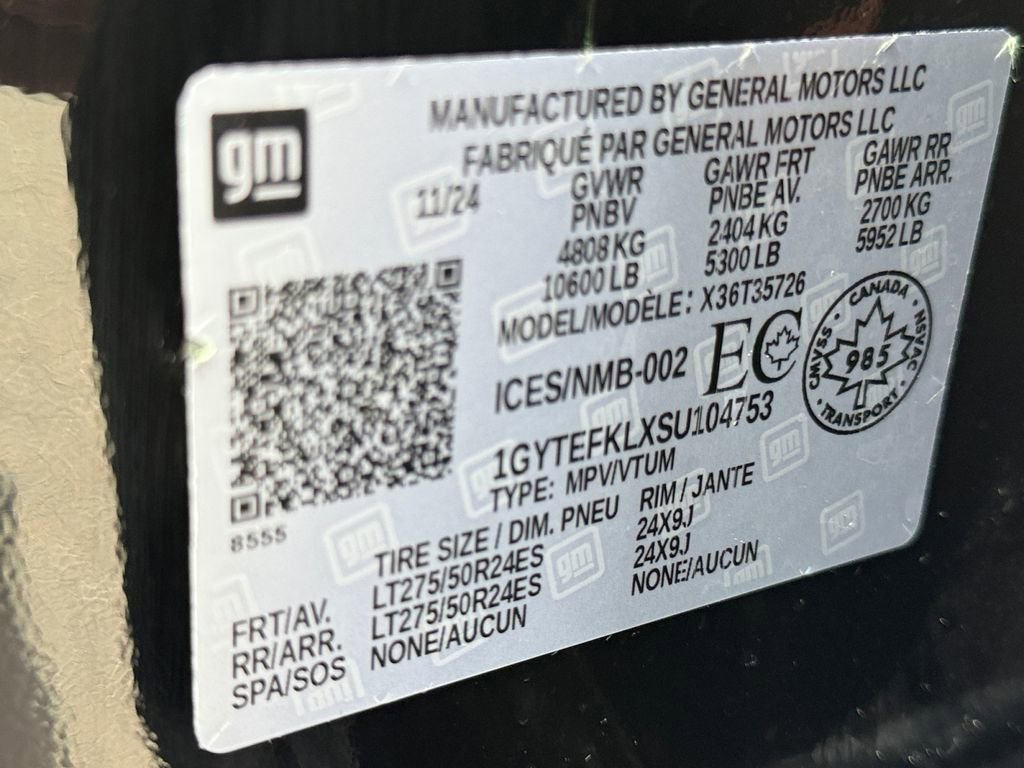 gm
MANUFACTURED BY GENERAL MOTORS LLC
FABRIQUÉ PAR GENERAL MOTORS LLC
11/24 GVWR GAWR FRT GAWR RR
PNBV PNBE AV. PNBE ARR.
4808 KG 2404 KG 2700 KG
10600 LB 5300 LB 5952 LB
MODEL/MODÈLE: X36T35726
ICES/NMB-002 EC
CANADA
CMVSS · NSVAC
985
· TRANSPORT ·
1GYTEFKLXSU104753
TYPE: MPV/VTUM
8555
TIRE SIZE / DIM. PNEU RIM / JANTE
FRT/AV. LT275/50R24ES 24X9J
RR/ARR. LT275/50R24ES 24X9J
SPA/SOS NONE/AUCUN NONE/AUCUN